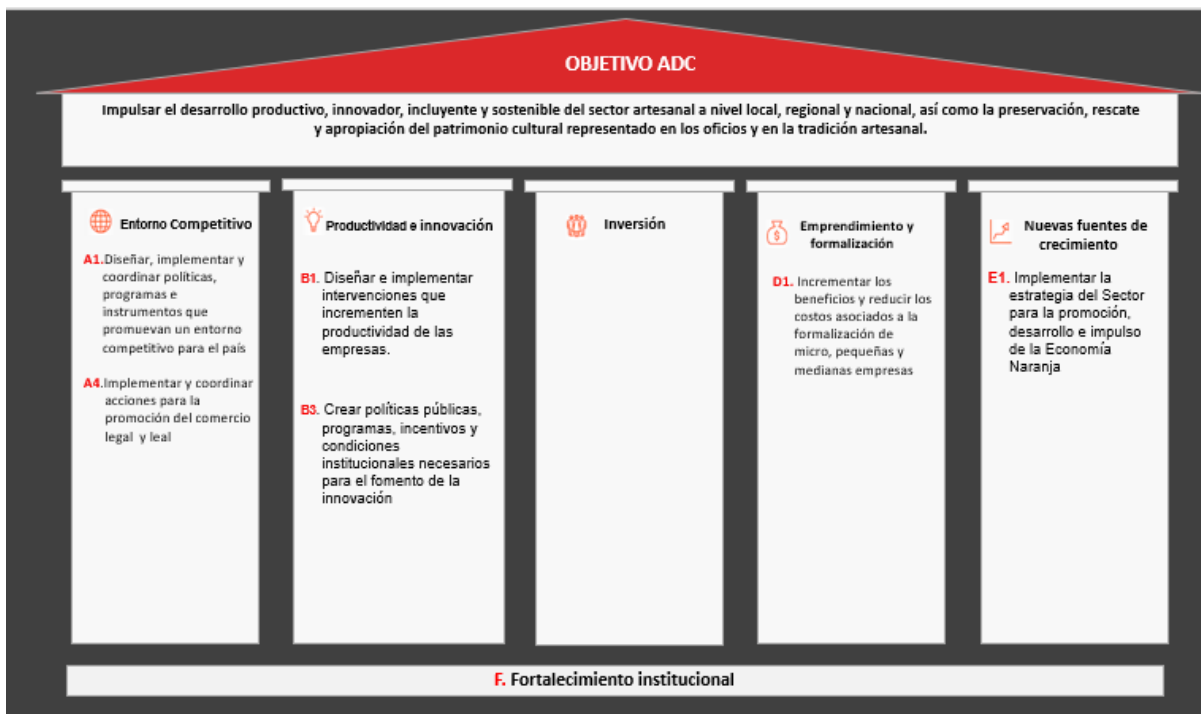 OBJETIVO ADC
Impulsar el desarrollo productivo, innovador, incluyente y sostenible del sector artesanal a nivel local, regional y nacional, así como la preservación, rescate
y apropiación del patrimonio cultural representado en los oficios y en la tradición artesanal.
Entorno Competitivo
A1.Diseñar, implementar y
coordinar políticas,
programas e
instrumentos que
promuevan un entorno
competitivo para el país
A4.Implementar y coordinar
acciones para la
promoción del comercio
legal y leal
Productividad e innovación
B1. Diseñar e implementar
intervenciones que
incrementen la
productividad de las
empresas.
B3. Crear políticas públicas,
programas, incentivos y
condiciones
institucionales necesarios
para el fomento de la
innovación
Inversión
Emprendimiento y
formalización
D1. Incrementar los
beneficios y reducir los
costos asociados a la
formalización de
micro, pequeñas y
medianas empresas
Nuevas fuentes de
crecimiento
E1. Implementar la
estrategia del Sector
para la promoción,
desarrollo e impulso
de la Economía
Naranja
F. Fortalecimiento institucional